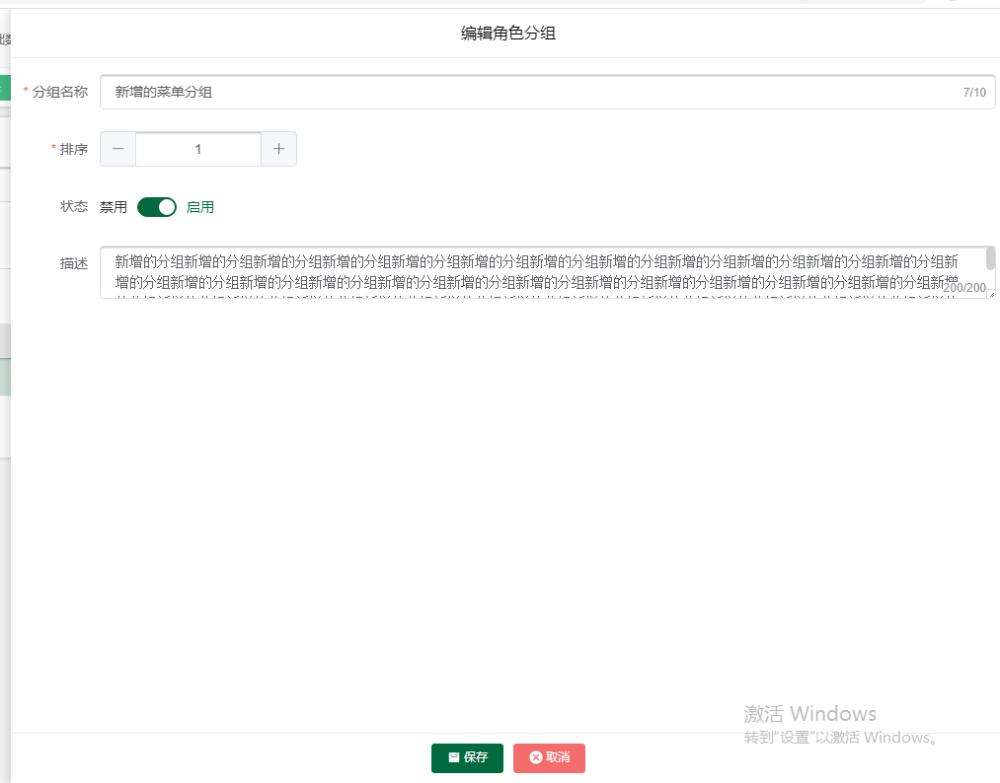 编辑角色分组
* 分组名称
新增的菜单分组
7/10
* 排序
1
状态 禁用 启用
描述
新增的分组新增的分组新增的分组新增的分组新增的分组新增的分组新增的分组新增的分组新增的分组新增的分组新增的分组新增的分组新
增的分组新增的分组新增的分组新增的分组新增的分组新增的分组新增的分组新增的分组新增的分组新增的分组新增的分组新增的分组新增
200/200
激活 Windows
转到“设置”以激活 Windows。
保存 取消